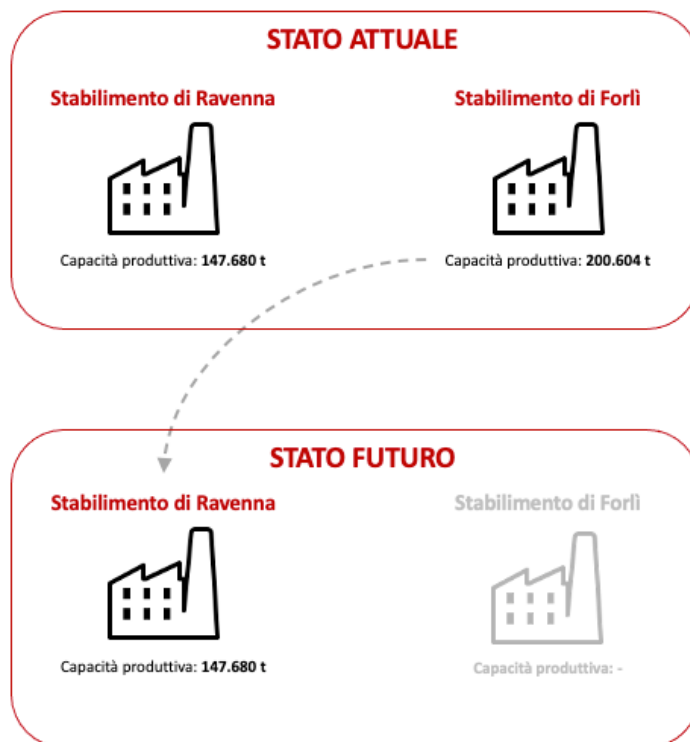 STATO ATTUALE
Stabilimento di Ravenna
Stabilimento di Forlì
Capacità produttiva: 147.680 t
Capacità produttiva: 200.604 t
STATO FUTURO
Stabilimento di Ravenna
Stabilimento di Forlì
Capacità produttiva: 147.680 t
Capacità produttiva: -